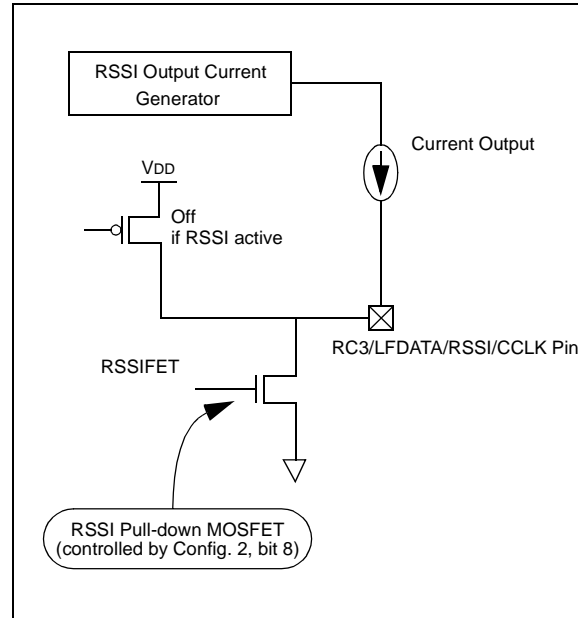 RSSI Output Current
Generator
Current Output
VDD
Off
if RSSI active
RC3/LFDATA/RSSI/CCLK Pin
RSSIFET
RSSI Pull-down MOSFET
(controlled by Config. 2, bit 8)